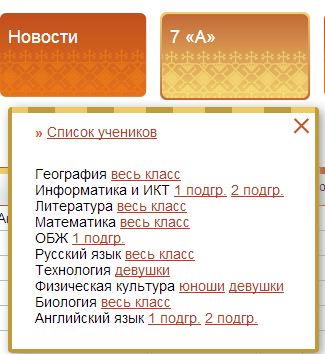 Новости
7 «А»
» Список учеников
География весь класс
Информатика и ИКТ 1 подгр. 2 подгр.
Литература весь класс
Математика весь класс
ОБЖ 1 подгр.
Русский язык весь класс
Технология девушки
Физическая культура юноши девушки
Биология весь класс
Английский язык 1 подгр. 2 подгр.